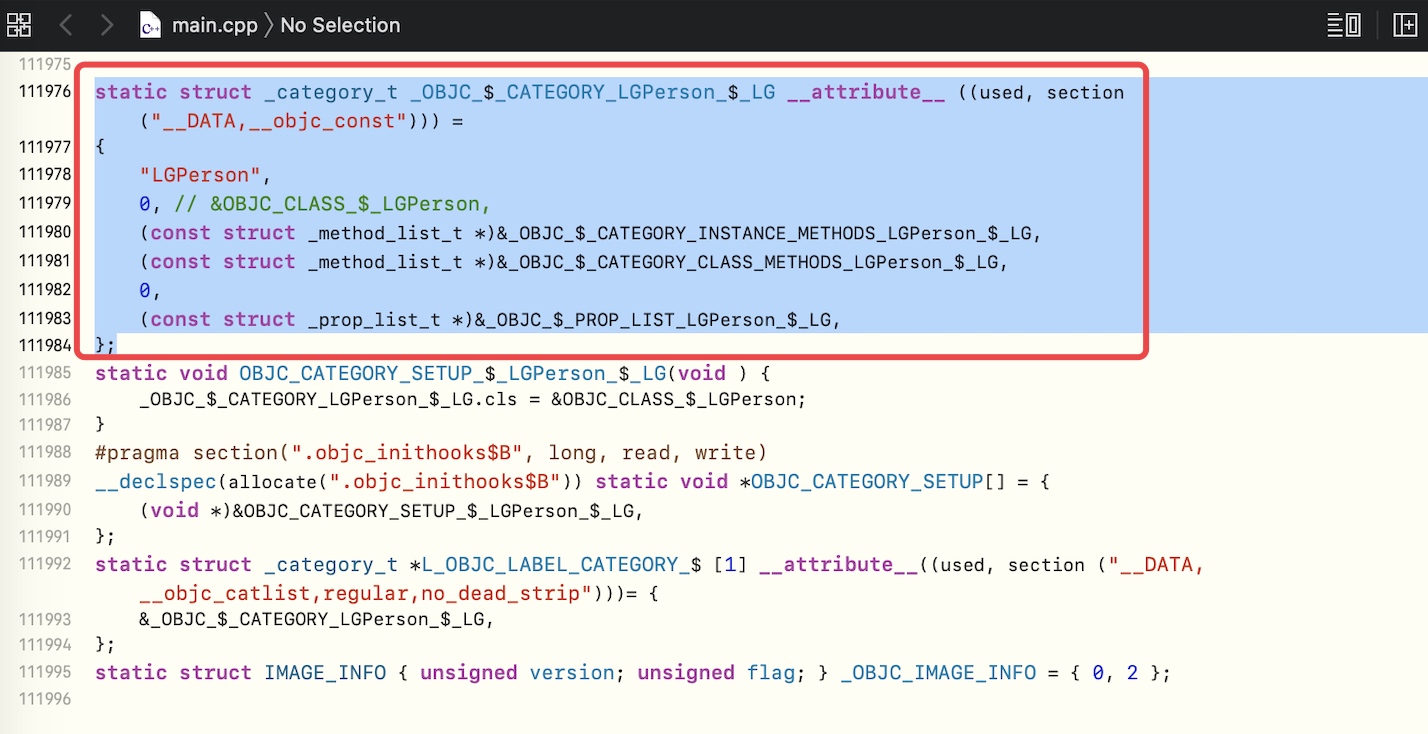 C++ main.cpp 〉 No Selection
111975
111976 static struct _category_t _OBJC_$_CATEGORY_LGPerson_$_LG __attribute__ ((used, section
("__DATA,__objc_const"))) =
111977 {
111978 "LGPerson",
111979 0, // &OBJC_CLASS_$_LGPerson,
111980 (const struct _method_list_t *)&_OBJC_$_CATEGORY_INSTANCE_METHODS_LGPerson_$_LG,
111981 (const struct _method_list_t *)&_OBJC_$_CATEGORY_CLASS_METHODS_LGPerson_$_LG,
111982 0,
111983 (const struct _prop_list_t *)&_OBJC_$_PROP_LIST_LGPerson_$_LG,
111984 };
111985 static void OBJC_CATEGORY_SETUP_$_LGPerson_$_LG(void ) {
111986 _OBJC_$_CATEGORY_LGPerson_$_LG.cls = &OBJC_CLASS_$_LGPerson;
111987 }
111988 #pragma section(".objc_inithooks$B", long, read, write)
111989 __declspec(allocate(".objc_inithooks$B")) static void *OBJC_CATEGORY_SETUP[] = {
111990 (void *)&OBJC_CATEGORY_SETUP_$_LGPerson_$_LG,
111991 };
111992 static struct _category_t *L_OBJC_LABEL_CATEGORY_$ [1] __attribute__((used, section ("__DATA,
__objc_catlist,regular,no_dead_strip")))= {
111993 &_OBJC_$_CATEGORY_LGPerson_$_LG,
111994 };
111995 static struct IMAGE_INFO { unsigned version; unsigned flag; } _OBJC_IMAGE_INFO = { 0, 2 };
111996